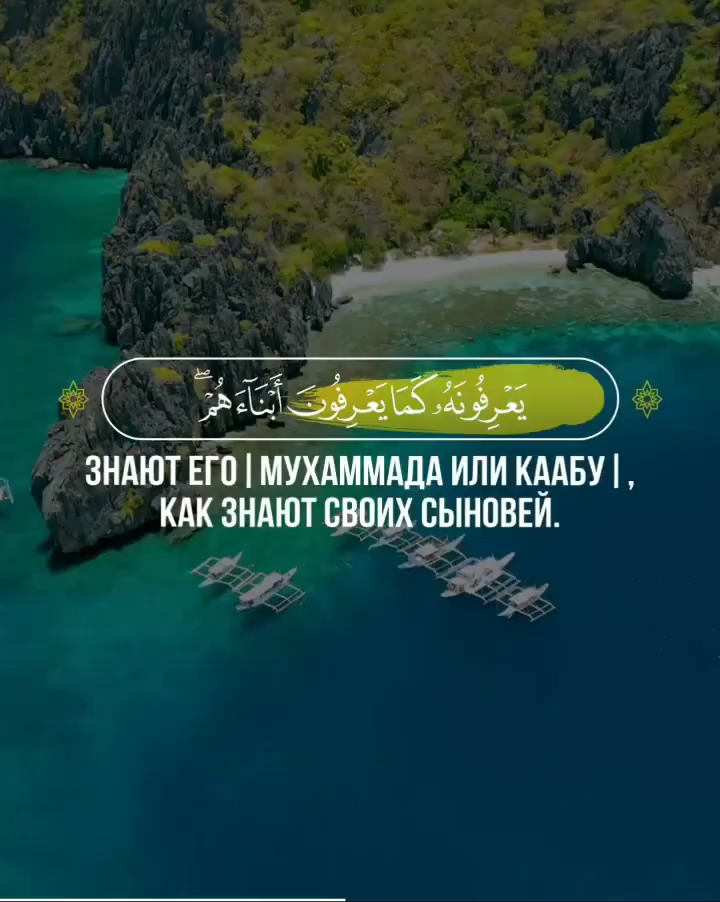 يَعْرِفُونَهُۥ كَمَا يَعْرِفُونَ أَبْنَآءَهُمْ ۖ
ЗНАЮТ ЕГО | МУХАММАДА ИЛИ КААБУ | ,
КАК ЗНАЮТ СВОИХ СЫНОВЕЙ.